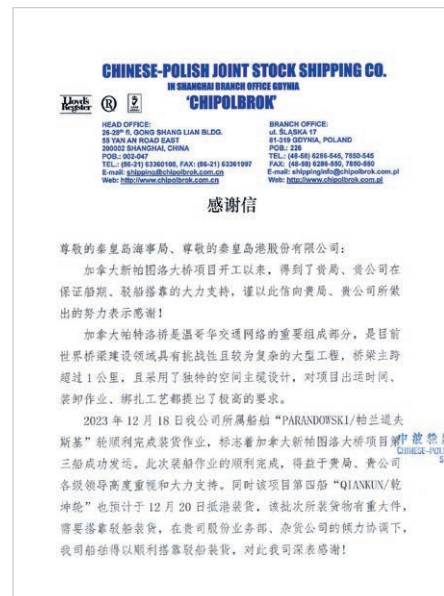 CHINESE-POLISH JOINT STOCK SHIPPING CO.
IN SHANGHAI BRANCH OFFICE GDYNIA
'CHIPOLBROK'
Lloyd's
Register
R
HEAD OFFICE:
26-28th fl. GONG SHANG LIAN BLDG.
55 YAN AN ROAD EAST
200002 SHANGHAI, CHINA
POB.: 002-047
TEL.: (86-21) 63360100, FAX: (86-21) 63361997
E-mail: shipping@chipolbrok.com.cn
Web: http://www.chipolbrok.com.cn
BRANCH OFFICE:
ul. ŚLĄSKA 17
81-319 GDYNIA, POLAND
POB.: 226
TEL.: (48-58) 6286-545, 7850-545
FAX: (48-58) 6286-550, 7850-550
E-mail: shippinginfo@chipolbrok.com.pl
Web: http://www.chipolbrok.com.pl
感谢信
尊敬的秦皇岛海事局、尊敬的秦皇岛港股份有限公司：
加拿大新帕图洛大桥项目开工以来，得到了贵局、贵公司在
保证船期、驳船搭靠的大力支持，谨以此信向贵局、贵公司所做
出的努力表示感谢！
加拿大帕特洛桥是温哥华交通网络的重要组成部分，是目前
世界桥梁建设领域具有挑战性且较为复杂的大型工程，桥梁主跨
超过 1 公里，且采用了独特的空间主缆设计，对项目出运时间、
装卸作业、绑扎工艺都提出了极高的要求。
2023 年 12 月 18 日我公司所属船舶“PARANDOWSKI/帕兰道夫
斯基”轮顺利完成装货作业，标志着加拿大新帕图洛大桥项目第
三船成功发运。此次装船作业的顺利完成，得益于贵局、贵公司
各级领导高度重视和大力支持。同时该项目第四船“QIANKUN/乾
坤轮”也预计于 12 月 20 日抵港装货，该批次所装货物有重大件，
需要搭靠驳船装货，在贵司股份业务部、杂货公司的倾力协调下，
我司船舶得以顺利搭靠驳船装货，对此我司深表感谢！
中波轮
CHINESE-POL